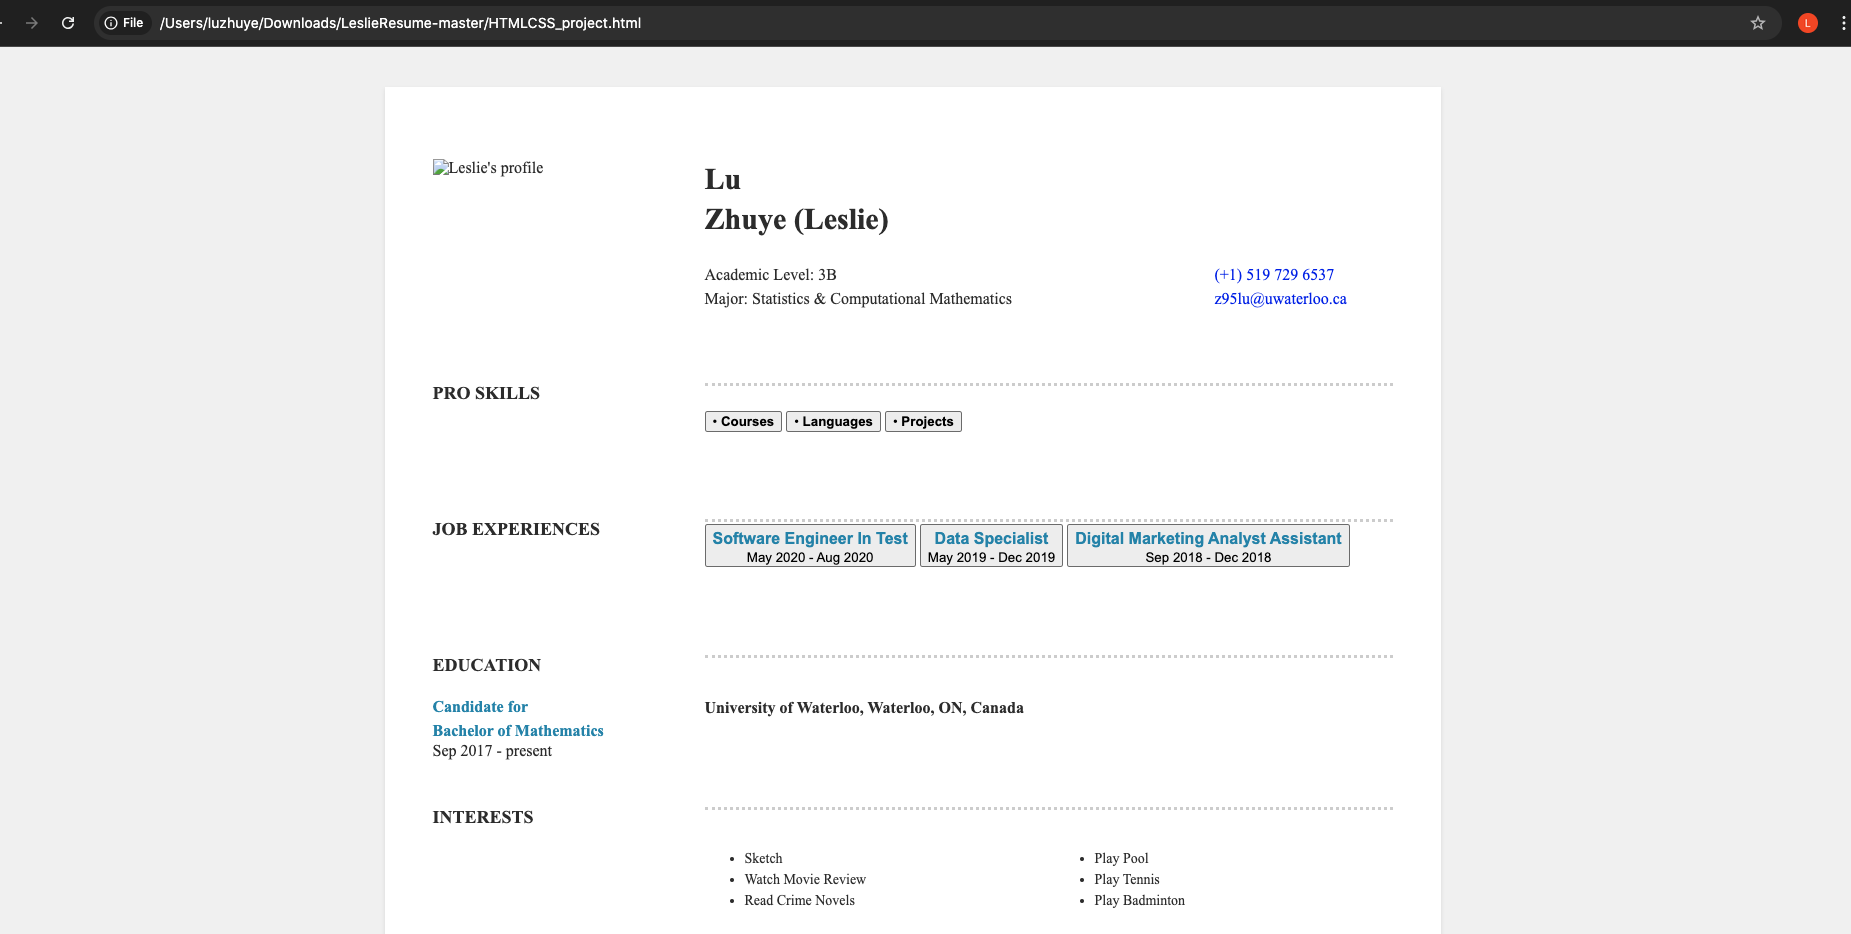 File /Users/luzhuye/Downloads/LeslieResume-master/HTMLCSS_project.html
L
Leslie's profile
Lu
Zhuye (Leslie)
Academic Level: 3B
Major: Statistics & Computational Mathematics
(+1) 519 729 6537
z95lu@uwaterloo.ca
PRO SKILLS
• Courses • Languages • Projects
JOB EXPERIENCES
Software Engineer In Test
May 2020 - Aug 2020
Data Specialist
May 2019 - Dec 2019
Digital Marketing Analyst Assistant
Sep 2018 - Dec 2018
EDUCATION
Candidate for
Bachelor of Mathematics
Sep 2017 - present
University of Waterloo, Waterloo, ON, Canada
INTERESTS
• Sketch
• Watch Movie Review
• Read Crime Novels
• Play Pool
• Play Tennis
• Play Badminton